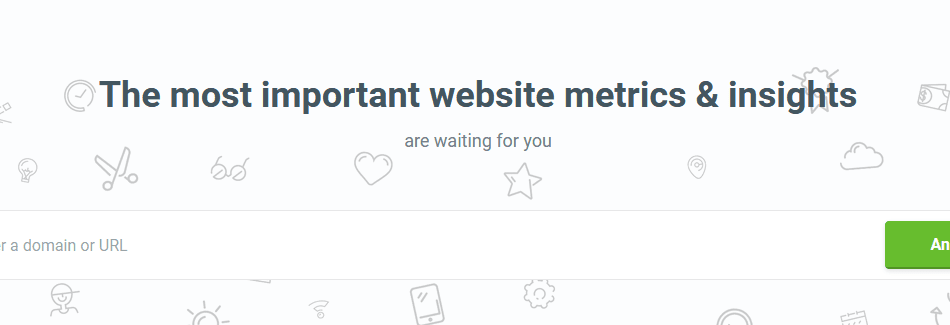 The most important website metrics & insights
are waiting for you
r a domain or URL
An